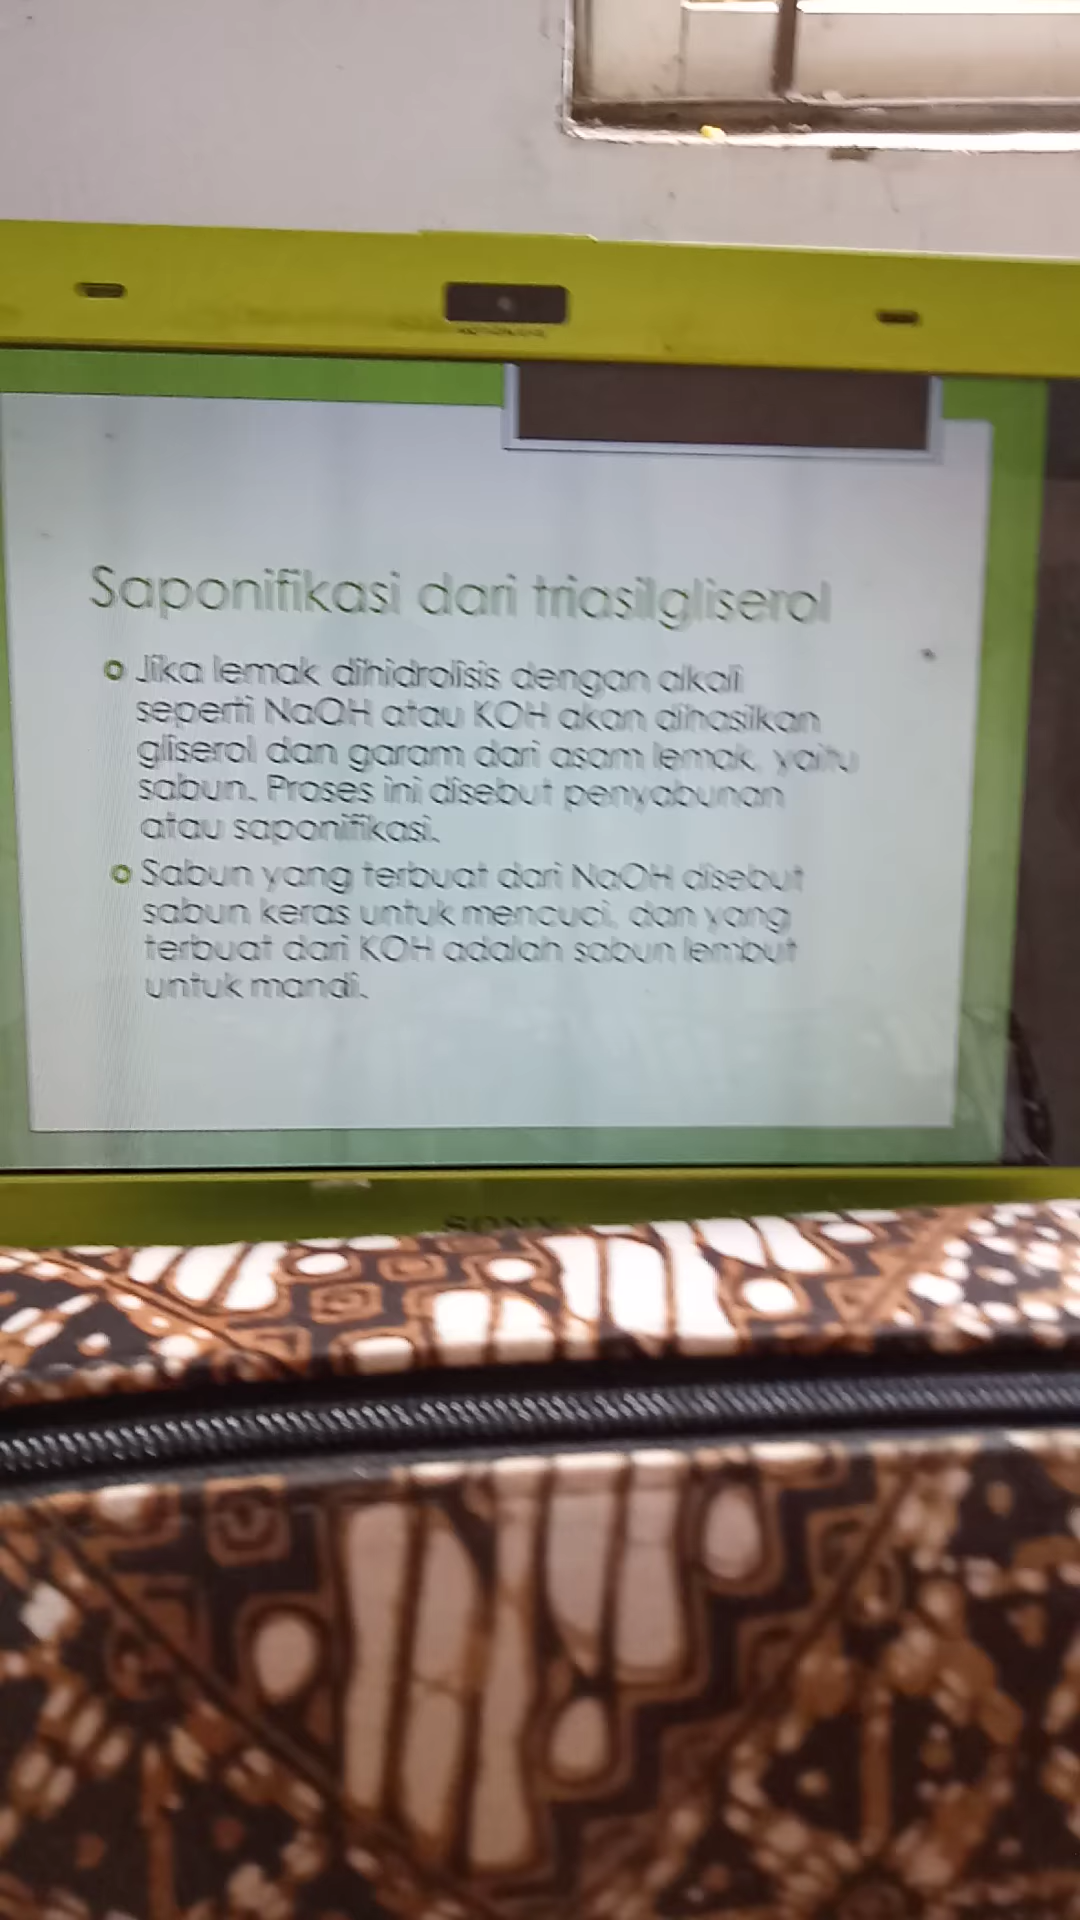 Saponifikasi dari triasilgliserol
Jika lemak dihidrolisis dengan alkali
seperti NaOH atau KOH akan dihasilkan
gliserol dan garam dari asam lemak, yaitu
sabun. Proses ini disebut penyabunan
atau saponifikasi.
Sabun yang terbuat dari NaOH disebut
sabun keras untuk mencuci, dan yang
terbuat dari KOH adalah sabun lembut
untuk mandi.
SONY